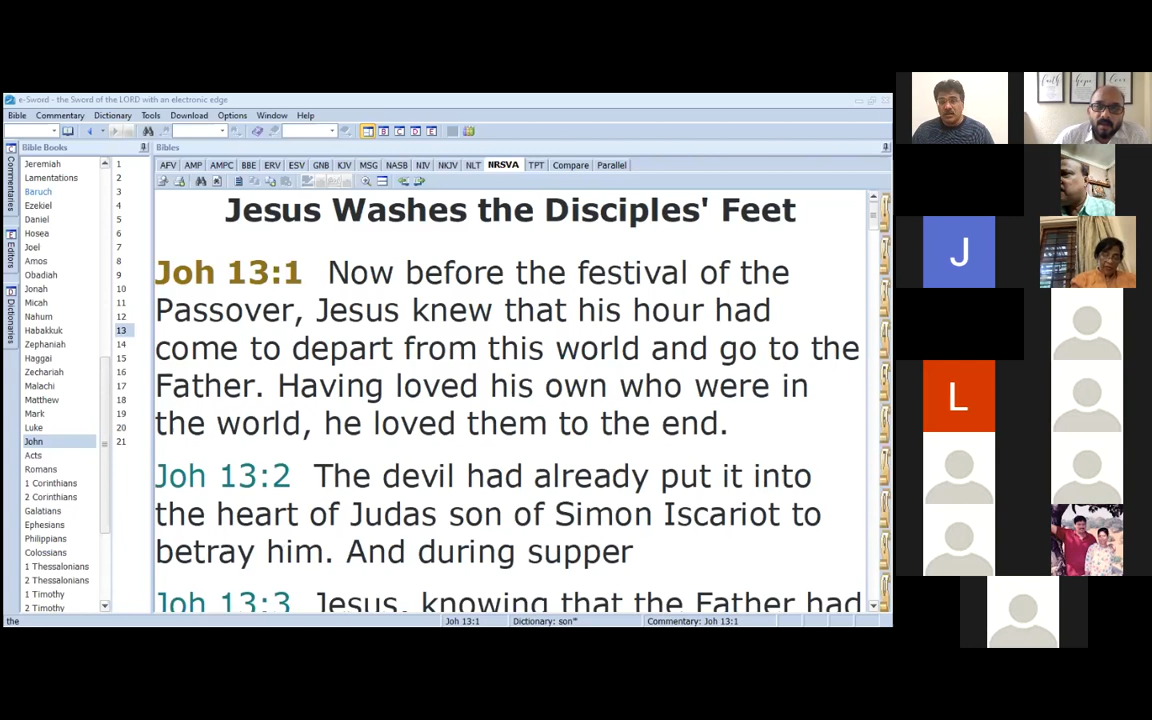 e-Sword - the Sword of the LORD with an electronic edge
Bible Commentary Dictionary Tools Download Options Window Help
B C D E
Bible Books
Bibles
Commentaries
Editors
Dictionaries
Jeremiah 1
Lamentations 2
Baruch 3
Ezekiel 4
Daniel 5
Hosea 6
Joel 7
Amos 8
Obadiah 9
Jonah 10
Micah 11
Nahum 12
Habakkuk 13
Zephaniah 14
Haggai 15
Zechariah 16
Malachi 17
Matthew 18
Mark 19
Luke 20
John 21
Acts
Romans
1 Corinthians
2 Corinthians
Galatians
Ephesians
Philippians
Colossians
1 Thessalonians
2 Thessalonians
1 Timothy
2 Timothy
AFV AMP AMPC BBE ERV ESV GNB KJV MSG NASB NIV NKJV NLT NRSVA TPT Compare Parallel
Jesus Washes the Disciples' Feet
Joh 13:1 Now before the festival of the
Passover, Jesus knew that his hour had
come to depart from this world and go to the
Father. Having loved his own who were in
the world, he loved them to the end.
Joh 13:2 The devil had already put it into
the heart of Judas son of Simon Iscariot to
betray him. And during supper
Joh 13:3 Jesus, knowing that the Father had
the
Joh 13:1
Dictionary: son*
Commentary: Joh 13:1
faith hope love
J
L